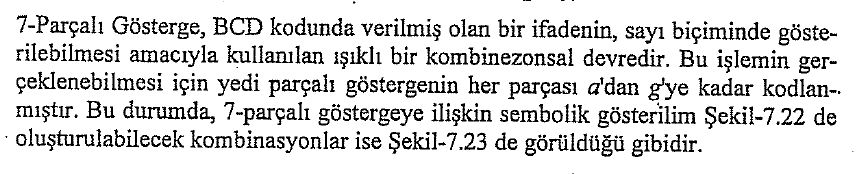 7-Parçalı Gösterge, BCD kodunda verilmiş olan bir ifadenin, sayı biçiminde göste-
rilebilmesi amacıyla kullanılan ışıklı bir kombinezonsal devredir. Bu işlemin ger-
çeklenebilmesi için yedi parçalı göstergenin her parçası a'dan g'ye kadar kodlan-
mıştır. Bu durumda, 7-parçalı göstergeye ilişkin sembolik gösterilim Şekil-7.22 de
oluşturulabilecek kombinasyonlar ise Şekil-7.23 de görüldüğü gibidir.